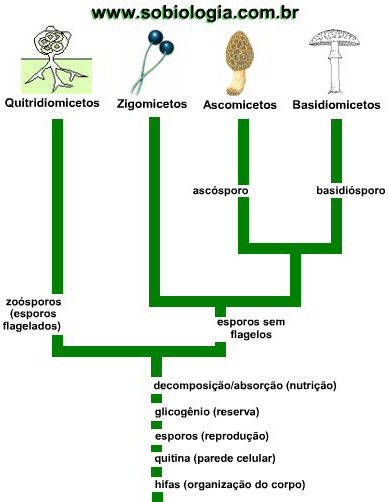 www.sobiologia.com.br
Quitridiomicetos
Zigomicetos
Ascomicetos
Basidiomicetos
ascósporo
basidiósporo
zoósporos
(esporos
flagelados)
esporos sem
flagelos
decomposição/absorção (nutrição)
glicogênio (reserva)
esporos (reprodução)
quitina (parede celular)
hifas (organização do corpo)